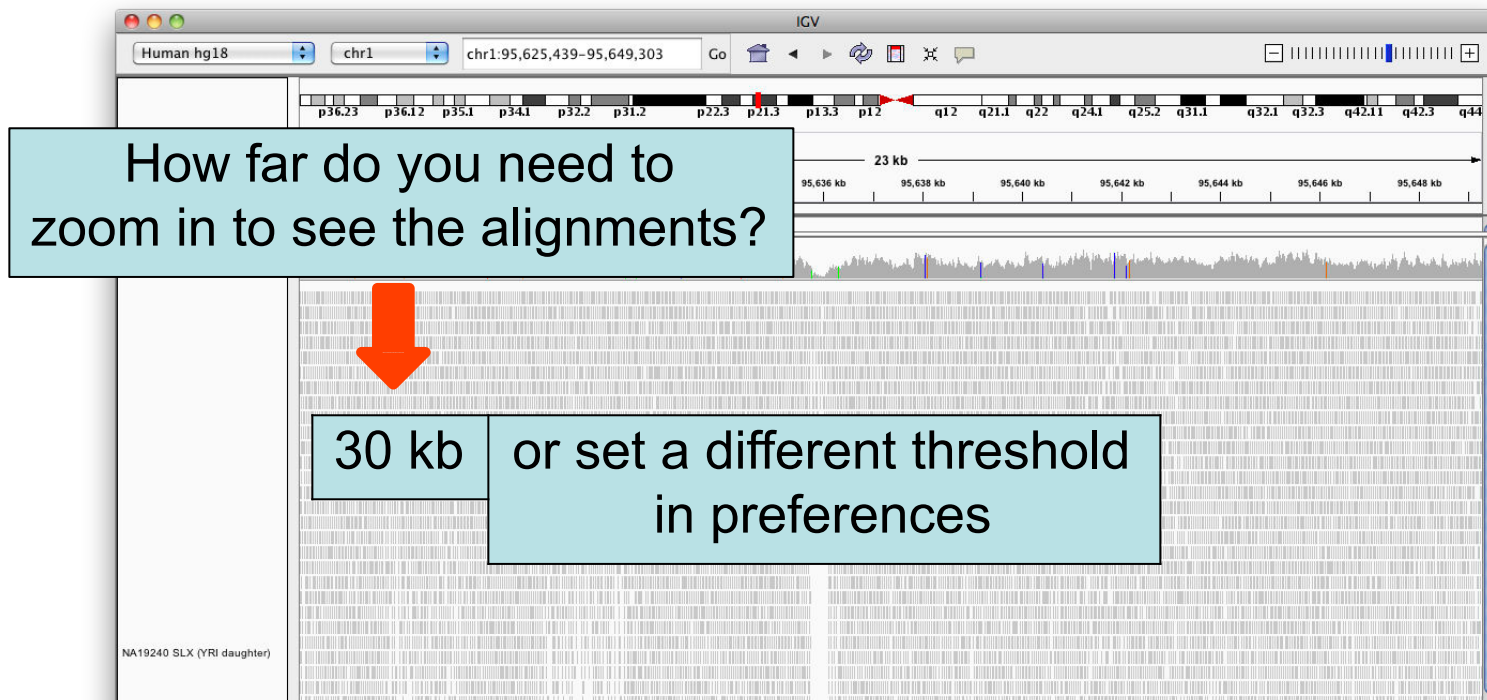 IGV
Human hg18 chr1 chr1:95,625,439-95,649,303 Go
p36.23 p36.12 p35.1 p34.1 p32.2 p31.2 p22.3 p21.3 p13.3 p12 q12 q21.1 q22 q24.1 q25.2 q31.1 q32.1 q32.3 q42.11 q42.3 q44
How far do you need to
zoom in to see the alignments?
23 kb
95,636 kb 95,638 kb 95,640 kb 95,642 kb 95,644 kb 95,646 kb 95,648 kb
30 kb
or set a different threshold
in preferences
NA19240 SLX (YRI daughter)